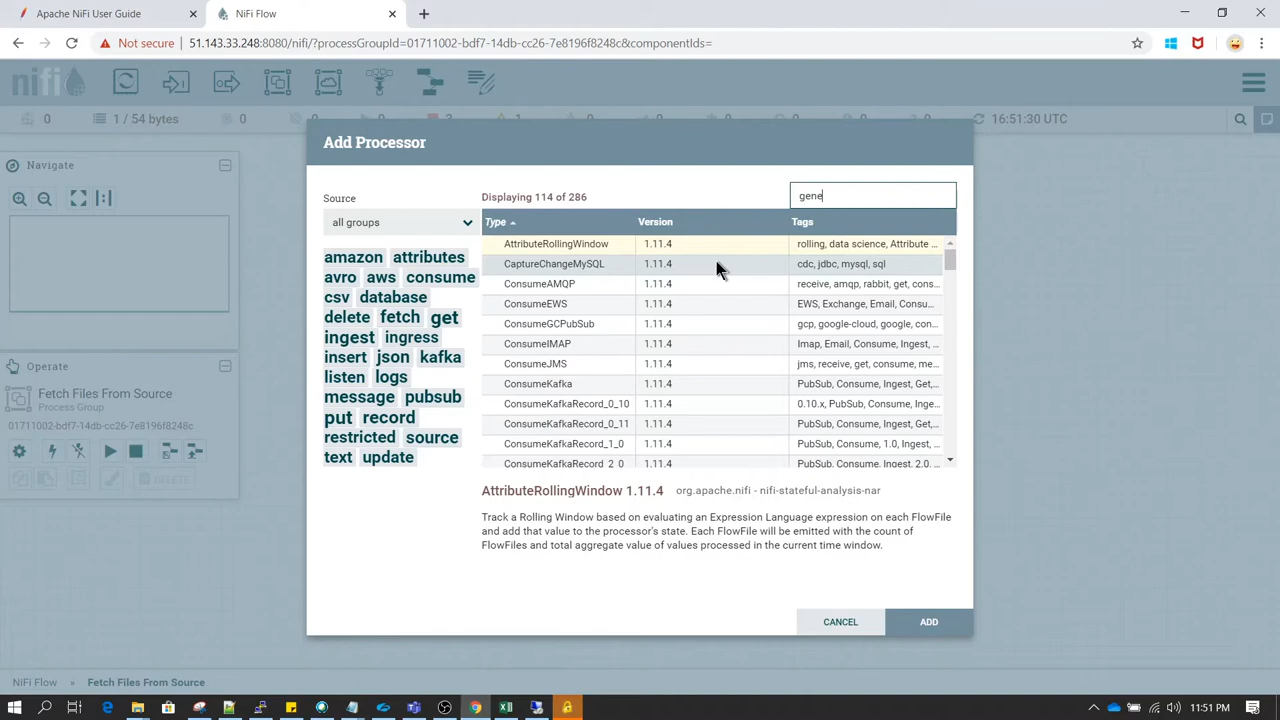 Apache NiFi User Guide
NiFi Flow
Not secure
51.143.33.248:8080/nifi/?processGroupId=01711002-bdf7-14db-cc26-7e8196f8248c&componentIds=
nifi
0
1 / 54 bytes
0
16:51:30 UTC
Add Processor
Navigate
Operate
Fetch Files From Source
Process Group
01711002-bdf7-14db-cc26-7e8196f8248c
DELETE
Source
all groups
amazon attributes
avro aws consume
csv database
delete fetch get
ingest ingress
insert json kafka
listen logs
message pubsub
put record
restricted source
text update
Displaying 114 of 286
gene
Type Version Tags
AttributeRollingWindow 1.11.4 rolling, data science, Attribute ...
CaptureChangeMySQL 1.11.4 cdc, jdbc, mysql, sql
ConsumeAMQP 1.11.4 receive, amqp, rabbit, get, cons...
ConsumeEWS 1.11.4 EWS, Exchange, Email, Consu...
ConsumeGCPubSub 1.11.4 gcp, google-cloud, google, con...
ConsumeIMAP 1.11.4 Imap, Email, Consume, Ingest, ...
ConsumeJMS 1.11.4 jms, receive, get, consume, me...
ConsumeKafka 1.11.4 PubSub, Consume, Ingest, Get,...
ConsumeKafkaRecord_0_10 1.11.4 0.10.x, PubSub, Consume, Inge...
ConsumeKafkaRecord_0_11 1.11.4 PubSub, Consume, Ingest, Get,...
ConsumeKafkaRecord_1_0 1.11.4 PubSub, Consume, 1.0, Ingest, ...
ConsumeKafkaRecord_2_0 1.11.4 PubSub, Consume, Ingest, 2.0, ...
AttributeRollingWindow 1.11.4 org.apache.nifi - nifi-stateful-analysis-nar
Track a Rolling Window based on evaluating an Expression Language expression on each FlowFile
and add that value to the processor's state. Each FlowFile will be emitted with the count of
FlowFiles and total aggregate value of values processed in the current time window.
CANCEL
ADD
NiFi Flow » Fetch Files From Source
11:51 PM